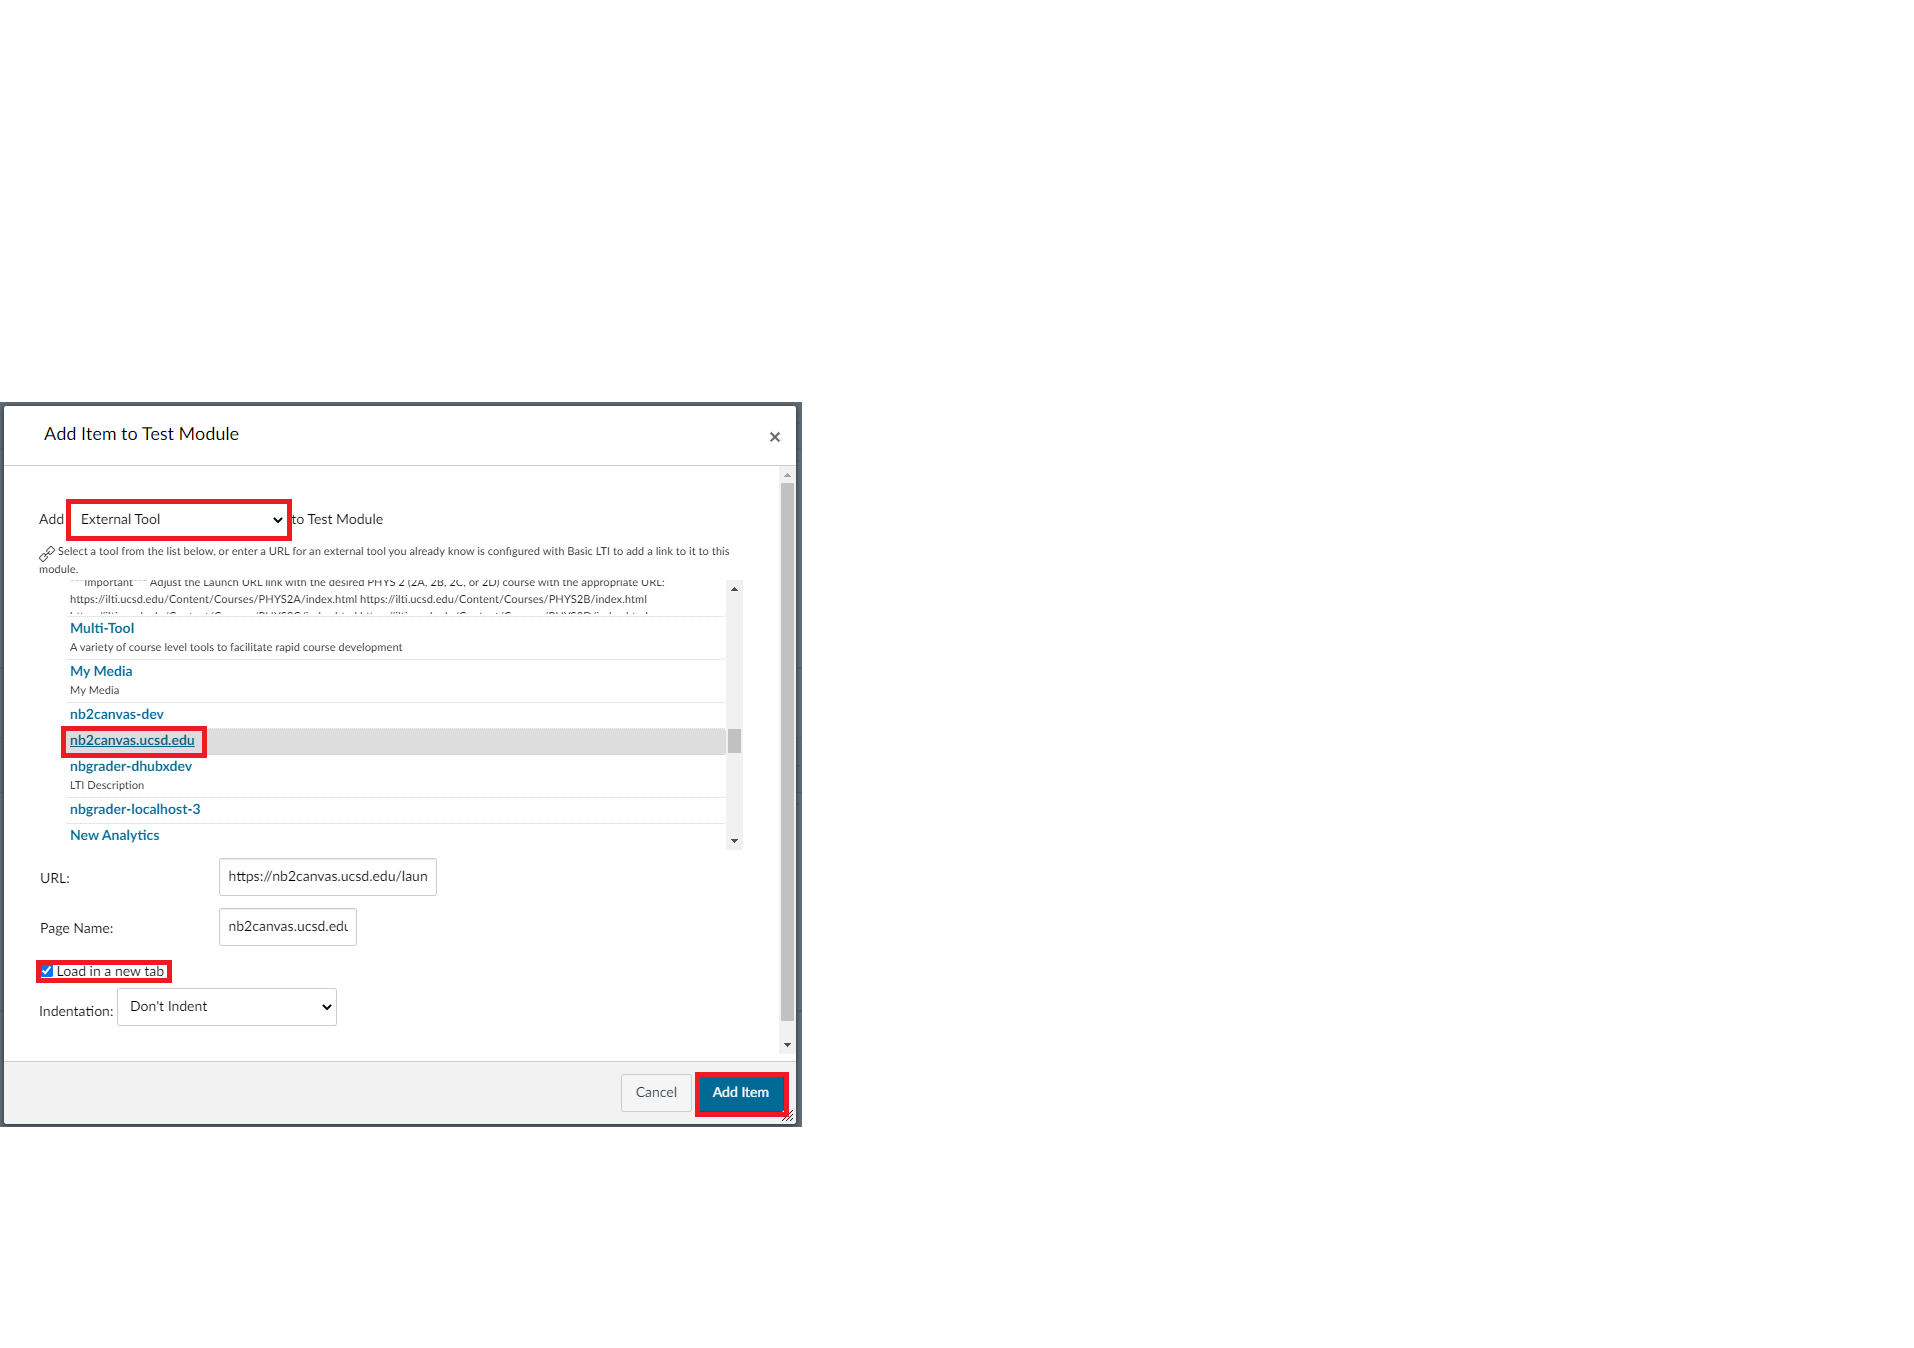 Add Item to Test Module
×
Add External Tool to Test Module
Select a tool from the list below, or enter a URL for an external tool you already know is configured with Basic LTI to add a link to it to this
module.
***Important*** Adjust the Launch URL link with the desired PHYS 2 (2A, 2B, 2C, or 2D) course with the appropriate URL:
https://ilti.ucsd.edu/Content/Courses/PHYS2A/index.html https://ilti.ucsd.edu/Content/Courses/PHYS2B/index.html
Multi-Tool
A variety of course level tools to facilitate rapid course development
My Media
My Media
nb2canvas-dev
nb2canvas.ucsd.edu
nbgrader-dhubxdev
LTI Description
nbgrader-localhost-3
New Analytics
URL: https://nb2canvas.ucsd.edu/laun
Page Name: nb2canvas.ucsd.edu
Load in a new tab
Indentation: Don't Indent
Cancel Add Item